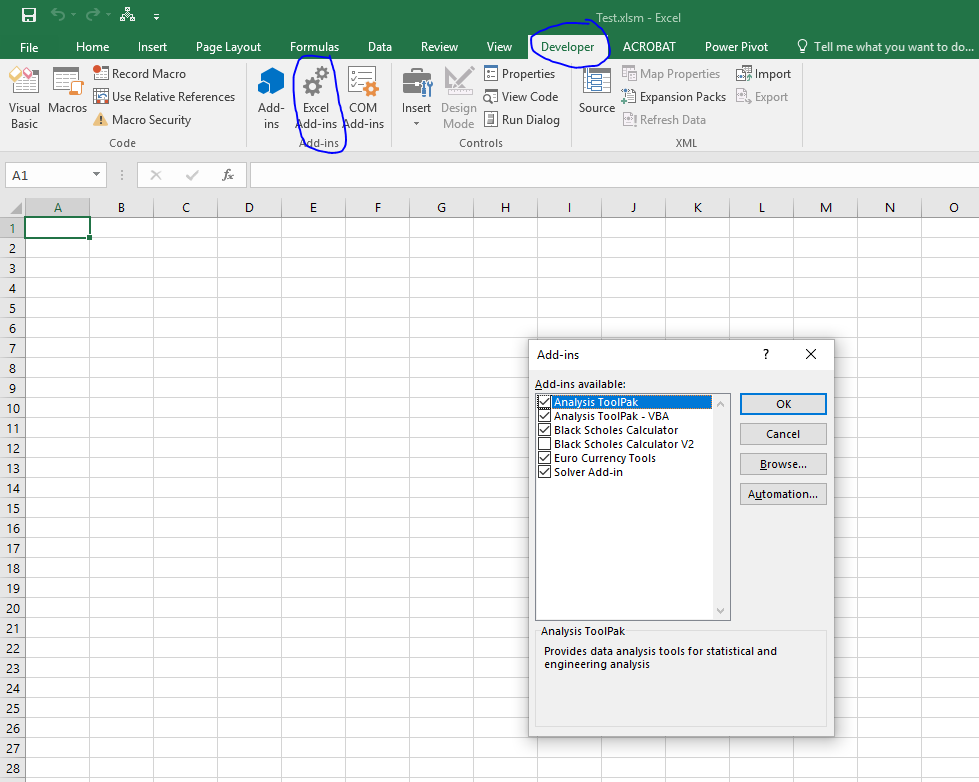 Test.xlsm - Excel
File Home Insert Page Layout Formulas Data Review View Developer ACROBAT Power Pivot Tell me what you want to do...
Visual Basic
Macros
Record Macro
Use Relative References
Macro Security
Code
Add-ins
Excel Add-ins
COM Add-ins
Add-ins
Insert
Design Mode
Properties
View Code
Run Dialog
Controls
Source
Map Properties
Expansion Packs
Refresh Data
Import
Export
XML
A1
fx
A B C D E F G H I J K L M N O
1
2
3
4
5
6
7
8
9
10
11
12
13
14
15
16
17
18
19
20
21
22
23
24
25
26
27
28
Add-ins ?
Add-ins available:
Analysis ToolPak
Analysis ToolPak - VBA
Black Scholes Calculator
Black Scholes Calculator V2
Euro Currency Tools
Solver Add-in
OK
Cancel
Browse...
Automation...
Analysis ToolPak
Provides data analysis tools for statistical and
engineering analysis